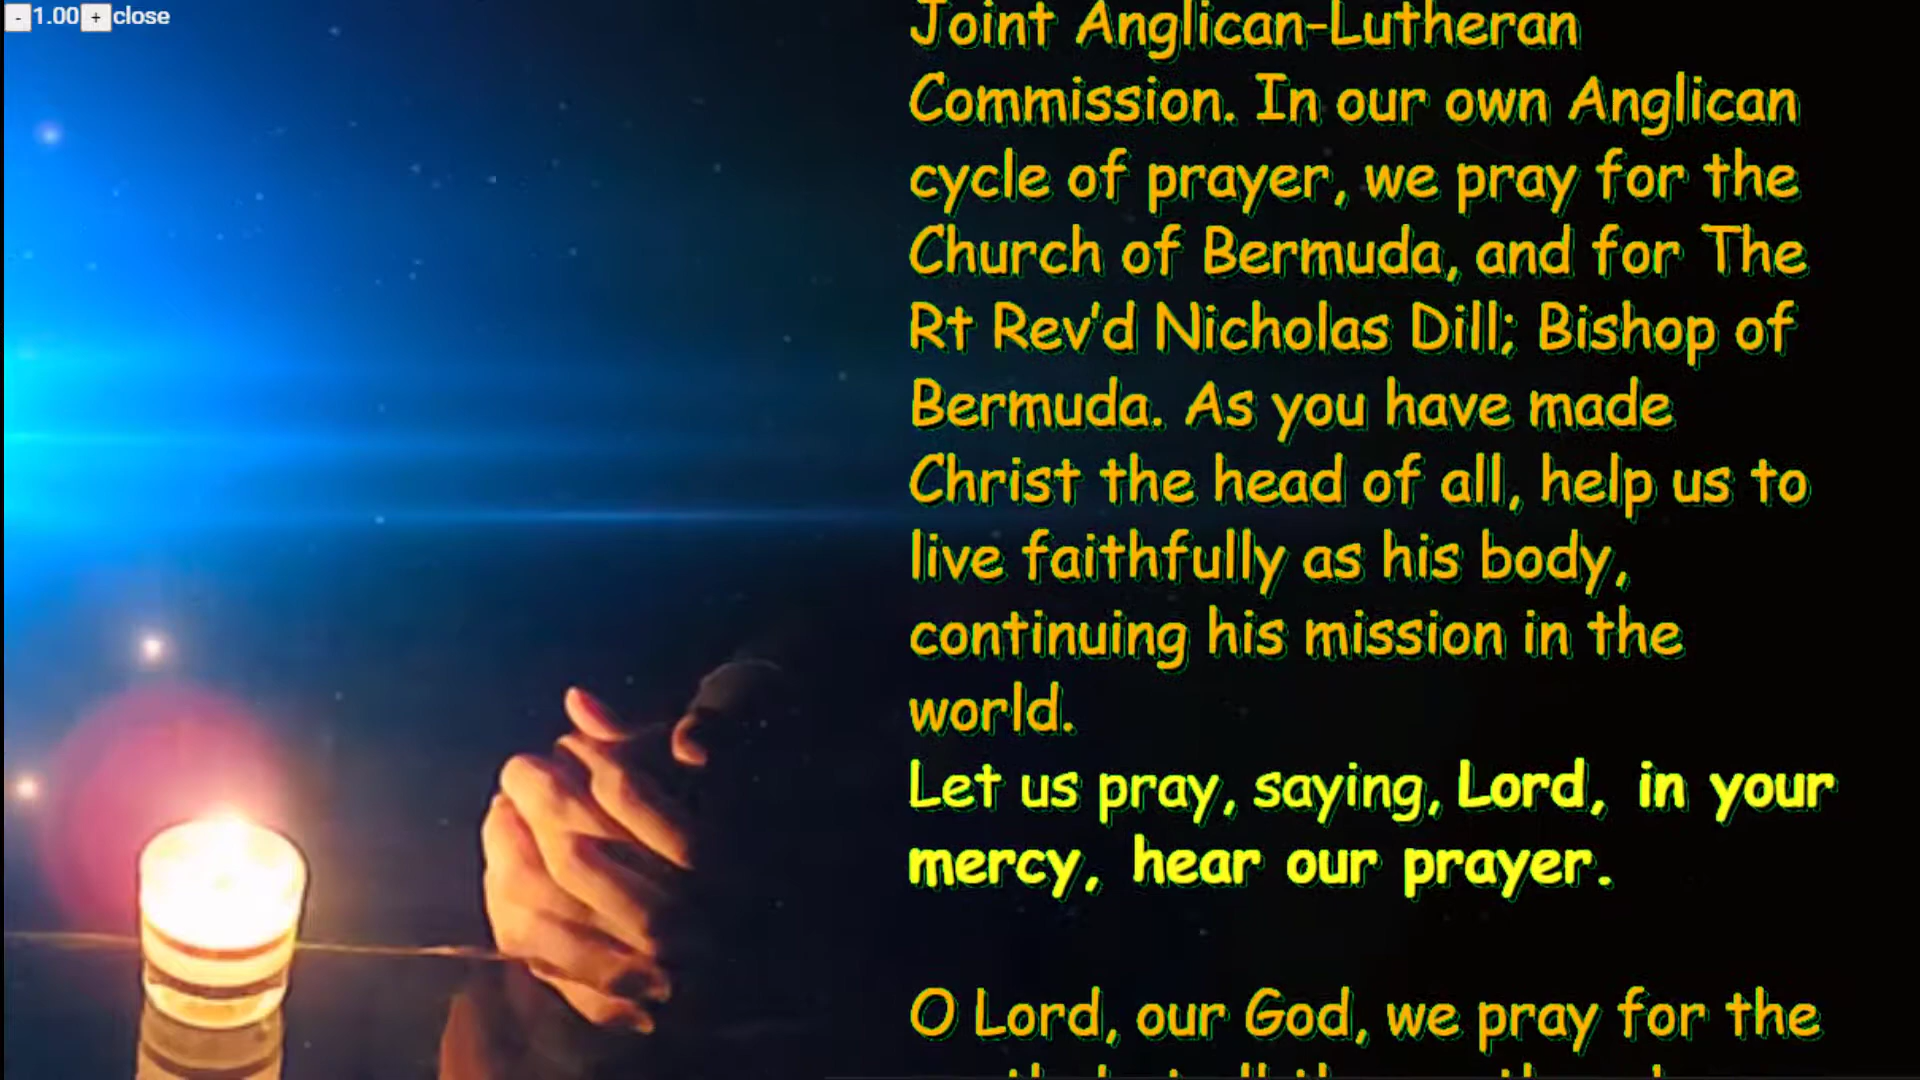 - 1.00 + close
Joint Anglican-Lutheran
Commission. In our own Anglican
cycle of prayer, we pray for the
Church of Bermuda, and for The
Rt Rev'd Nicholas Dill; Bishop of
Bermuda. As you have made
Christ the head of all, help us to
live faithfully as his body,
continuing his mission in the
world.
Let us pray, saying, Lord, in your
mercy, hear our prayer.
O Lord, our God, we pray for the